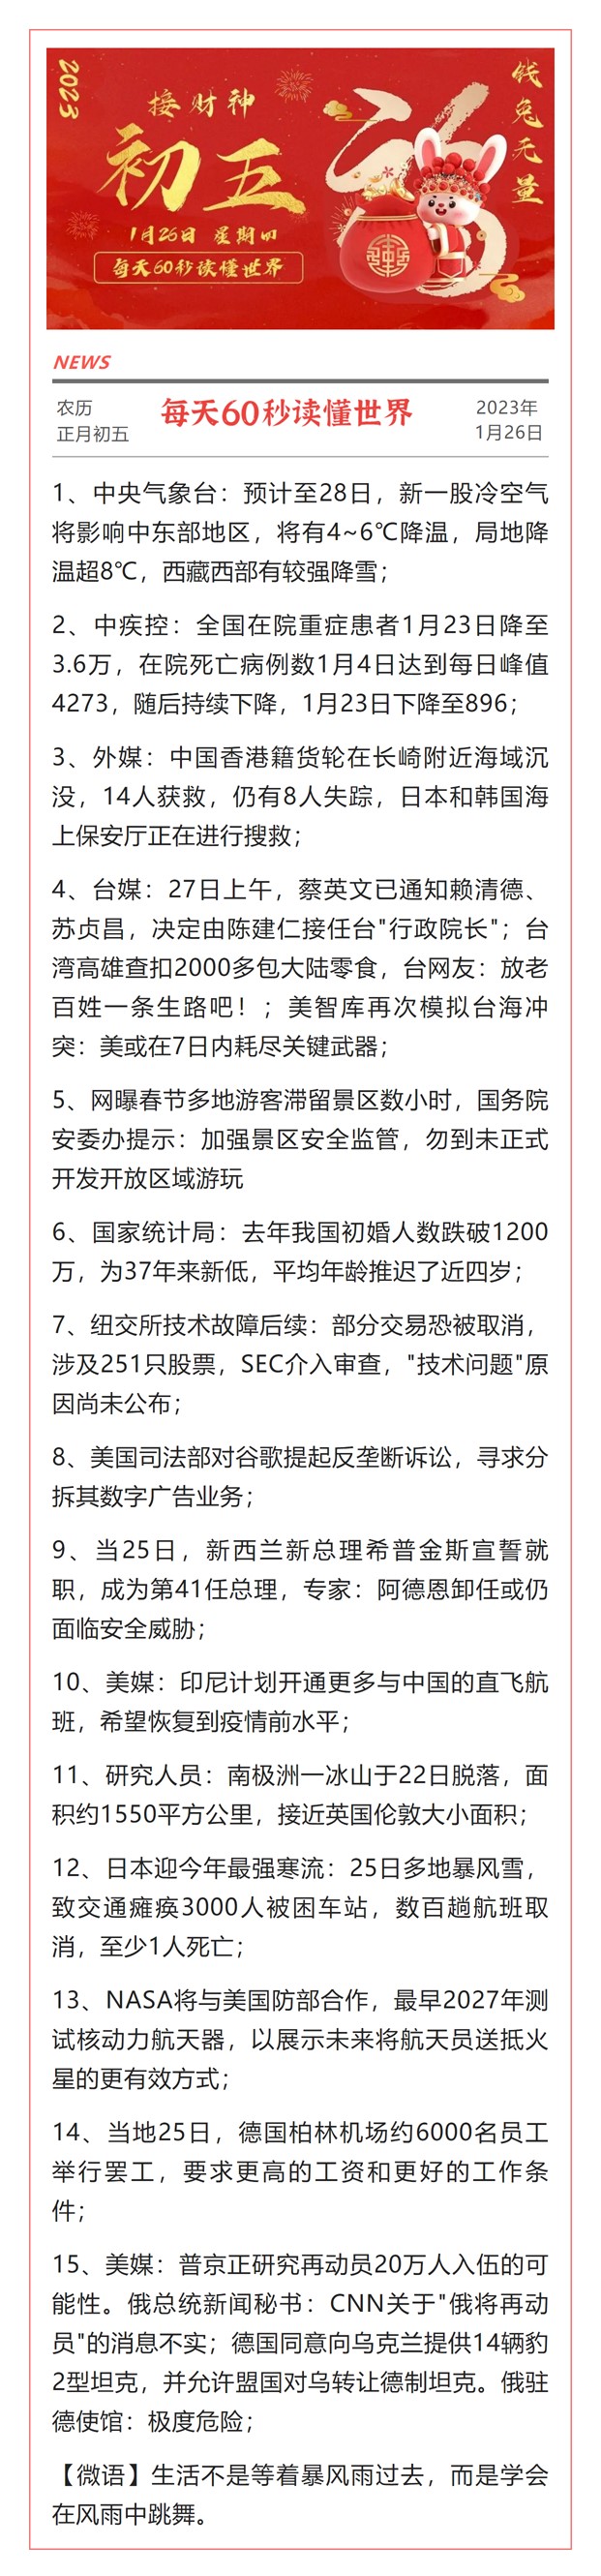 2023
接财神
初五
1月26日 星期四
每天60秒读懂世界
26
钱兔无量
NEWS
农历
正月初五
每天60秒读懂世界
2023年
1月26日
1、中央气象台：预计至28日，新一股冷空气
将影响中东部地区，将有4~6℃降温，局地降
温超8℃，西藏西部有较强降雪；
2、中疾控：全国在院重症患者1月23日降至
3.6万，在院死亡病例数1月4日达到每日峰值
4273，随后持续下降，1月23日下降至896；
3、外媒：中国香港籍货轮在长崎附近海域沉
没，14人获救，仍有8人失踪，日本和韩国海
上保安厅正在进行搜救；
4、台媒：27日上午，蔡英文已通知赖清德、
苏贞昌，决定由陈建仁接任台"行政院长"；台
湾高雄查扣2000多包大陆零食，台网友：放老
百姓一条生路吧！；美智库再次模拟台海冲
突：美或在7日内耗尽关键武器；
5、网曝春节多地游客滞留景区数小时，国务院
安委办提示：加强景区安全监管，勿到未正式
开发开放区域游玩
6、国家统计局：去年我国初婚人数跌破1200
万，为37年来新低，平均年龄推迟了近四岁；
7、纽交所技术故障后续：部分交易恐被取消，
涉及251只股票，SEC介入审查，"技术问题"原
因尚未公布；
8、美国司法部对谷歌提起反垄断诉讼，寻求分
拆其数字广告业务；
9、当25日，新西兰新总理希普金斯宣誓就
职，成为第41任总理，专家：阿德恩卸任或仍
面临安全威胁；
10、美媒：印尼计划开通更多与中国的直飞航
班，希望恢复到疫情前水平；
11、研究人员：南极洲一冰山于22日脱落，面
积约1550平方公里，接近英国伦敦大小面积；
12、日本迎今年最强寒流：25日多地暴风雪，
致交通瘫痪3000人被困车站，数百趟航班取
消，至少1人死亡；
13、NASA将与美国防部合作，最早2027年测
试核动力航天器，以展示未来将航天员送抵火
星的更有效方式；
14、当地25日，德国柏林机场约6000名员工
举行罢工，要求更高的工资和更好的工作条
件；
15、美媒：普京正研究再动员20万人入伍的可
能性。俄总统新闻秘书：CNN关于"俄将再动
员"的消息不实；德国同意向乌克兰提供14辆豹
2型坦克，并允许盟国对乌转让德制坦克。俄驻
德使馆：极度危险；
【微语】生活不是等着暴风雨过去，而是学会
在风雨中跳舞。